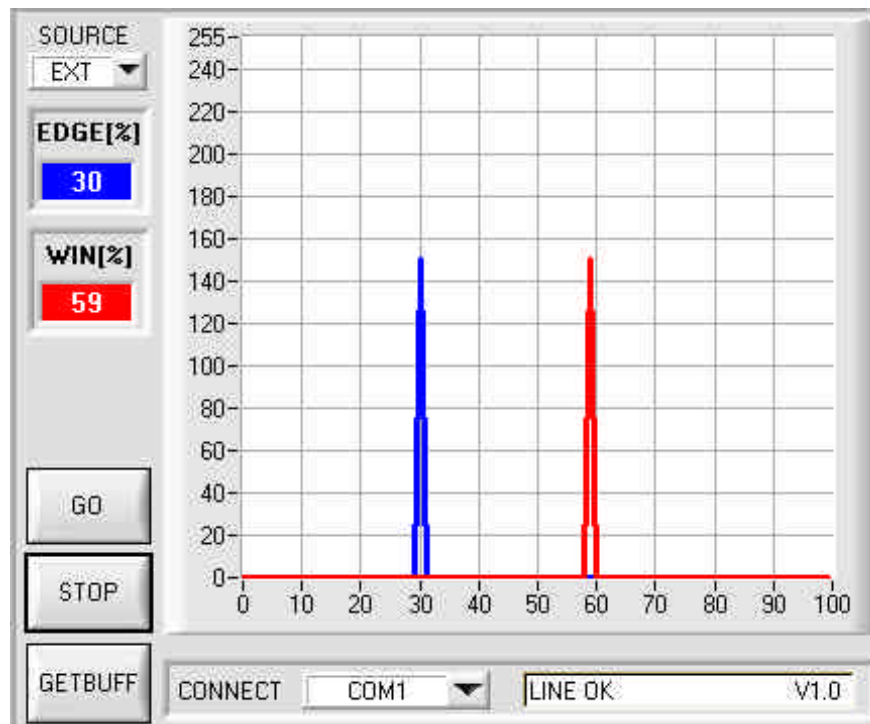 SOURCE
EXT
EDGE[%]
30
WIN[%]
59
GO
STOP
GETBUFF
255
240
220
200
180
160
140
120
100
80
60
40
20
0
0 10 20 30 40 50 60 70 80 90 100
CONNECT COM1 LINE OK V1.0